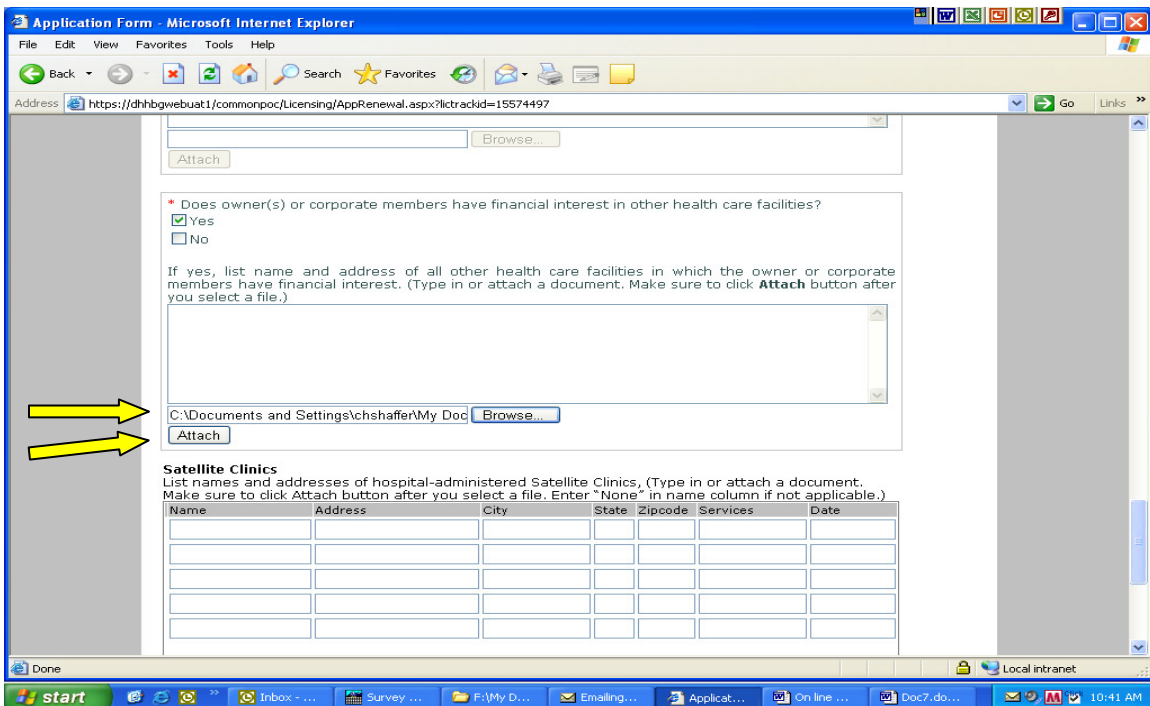 Application Form - Microsoft Internet Explorer
File Edit View Favorites Tools Help
Back Search Favorites
Address https://dhhbgwebuat1/commonpoc/Licensing/AppRenewal.aspx?lictrackid=15574497 Go Links »
Browse...
Attach
* Does owner(s) or corporate members have financial interest in other health care facilities?
Yes
No
If yes, list name and address of all other health care facilities in which the owner or corporate
members have financial interest. (Type in or attach a document. Make sure to click Attach button after
you select a file.)
C:\Documents and Settings\chshaffer\My Doc Browse...
Attach
Satellite Clinics
List names and addresses of hospital-administered Satellite Clinics, (Type in or attach a document.
Make sure to click Attach button after you select a file. Enter "None" in name column if not applicable.)
Name Address City State Zipcode Services Date
Done Local intranet
start » Inbox - ... Survey ... F:\My D... Emailing... Applicat... On line ... Doc7.do... 10:41 AM